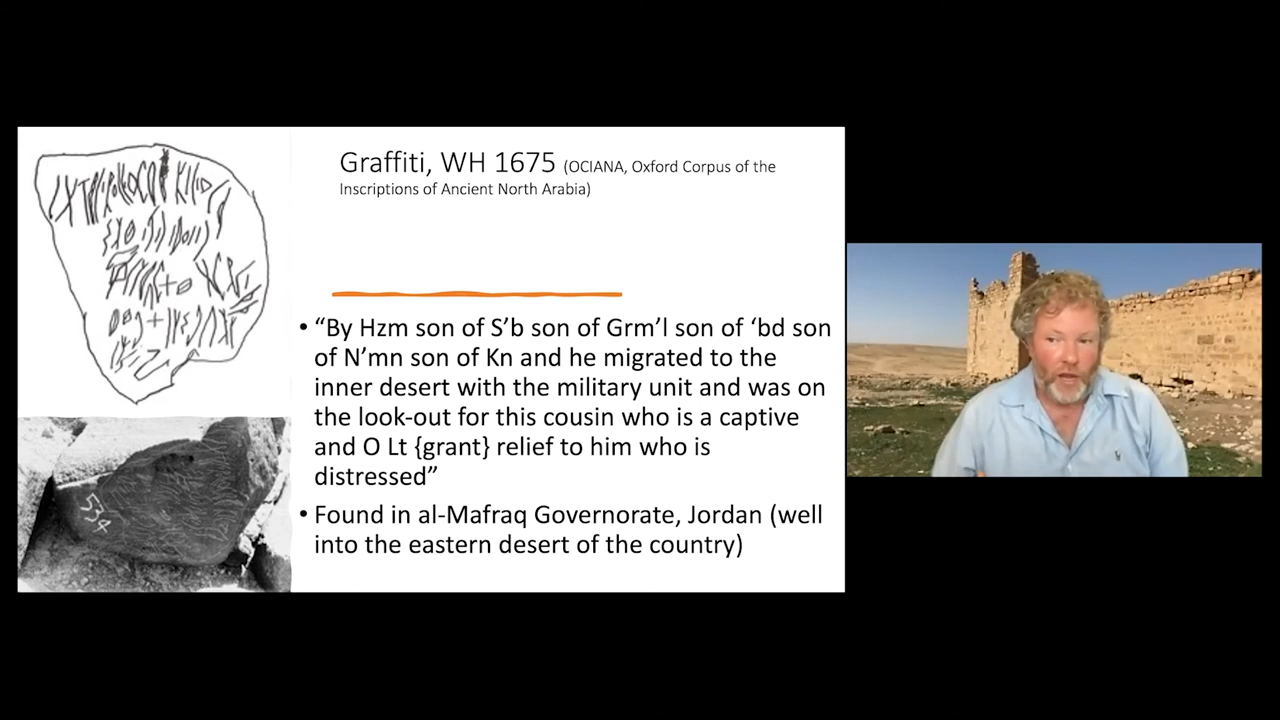 Graffiti, WH 1675 (OCIANA, Oxford Corpus of the
Inscriptions of Ancient North Arabia)
• “By Hzm son of S’b son of Grm’l son of ‘bd son
of N’mn son of Kn and he migrated to the
inner desert with the military unit and was on
the look-out for this cousin who is a captive
and O Lt {grant} relief to him who is
distressed”
• Found in al-Mafraq Governorate, Jordan (well
into the eastern desert of the country)
534